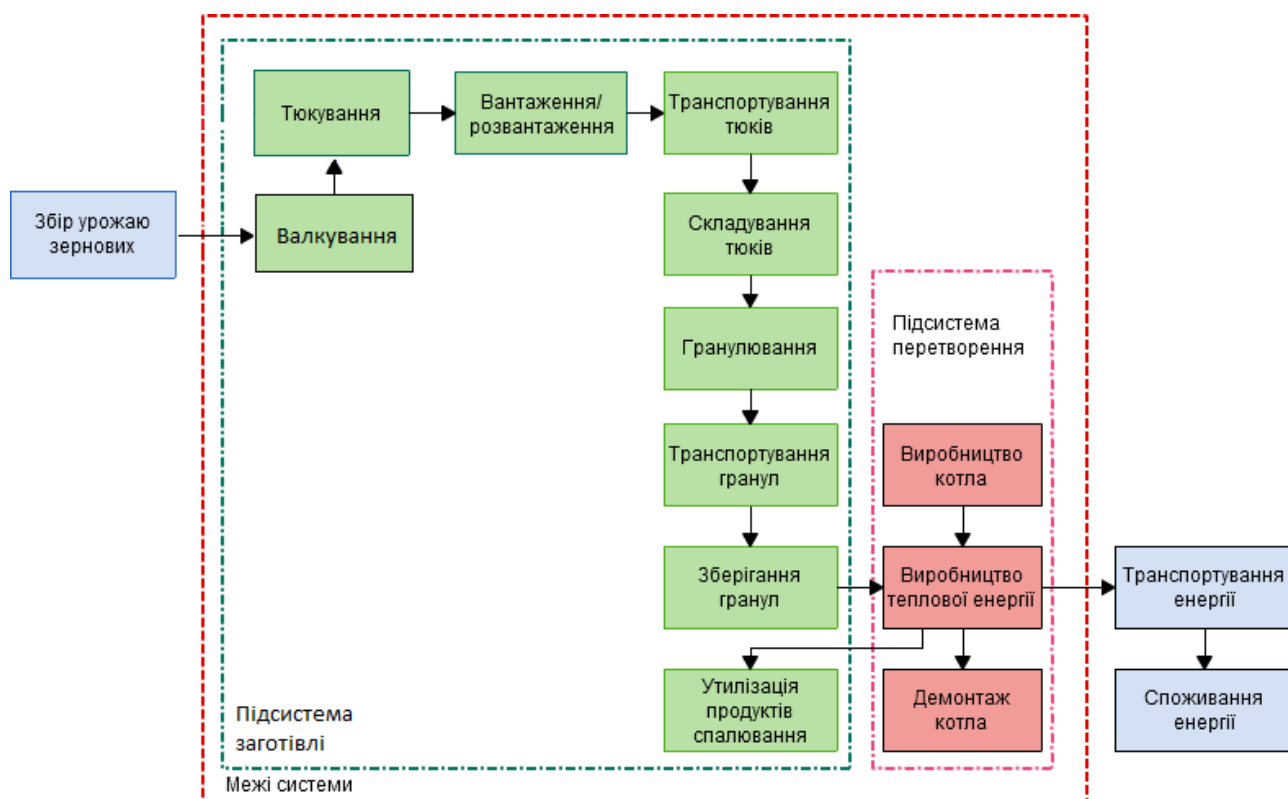 Тюкування
Вантаження/
розвантаження
Транспортування
тюків
Збір урожаю
зернових
Валкування
Складування
тюків
Гранулювання
Підсистема
перетворення
Транспортування
гранул
Виробництво
котла
Зберігання
гранул
Виробництво
теплової енергії
Транспортування
енергії
Утилізація
продуктів
спалювання
Демонтаж
котла
Споживання
енергії
Підсистема
заготівлі
Межі системи